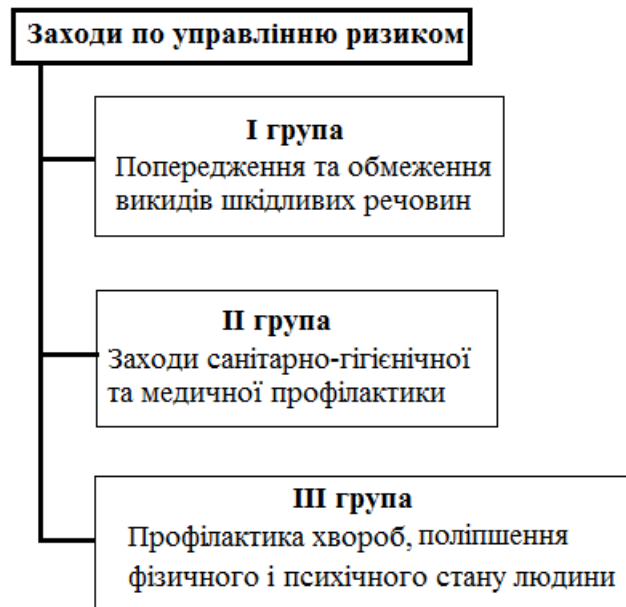 Заходи по управлінню ризиком
І група
Попередження та обмеження
викидів шкідливих речовин
ІІ група
Заходи санітарно-гігієнічної
та медичної профілактики
ІІІ група
Профілактика хвороб, поліпшення
фізичного і психічного стану людини